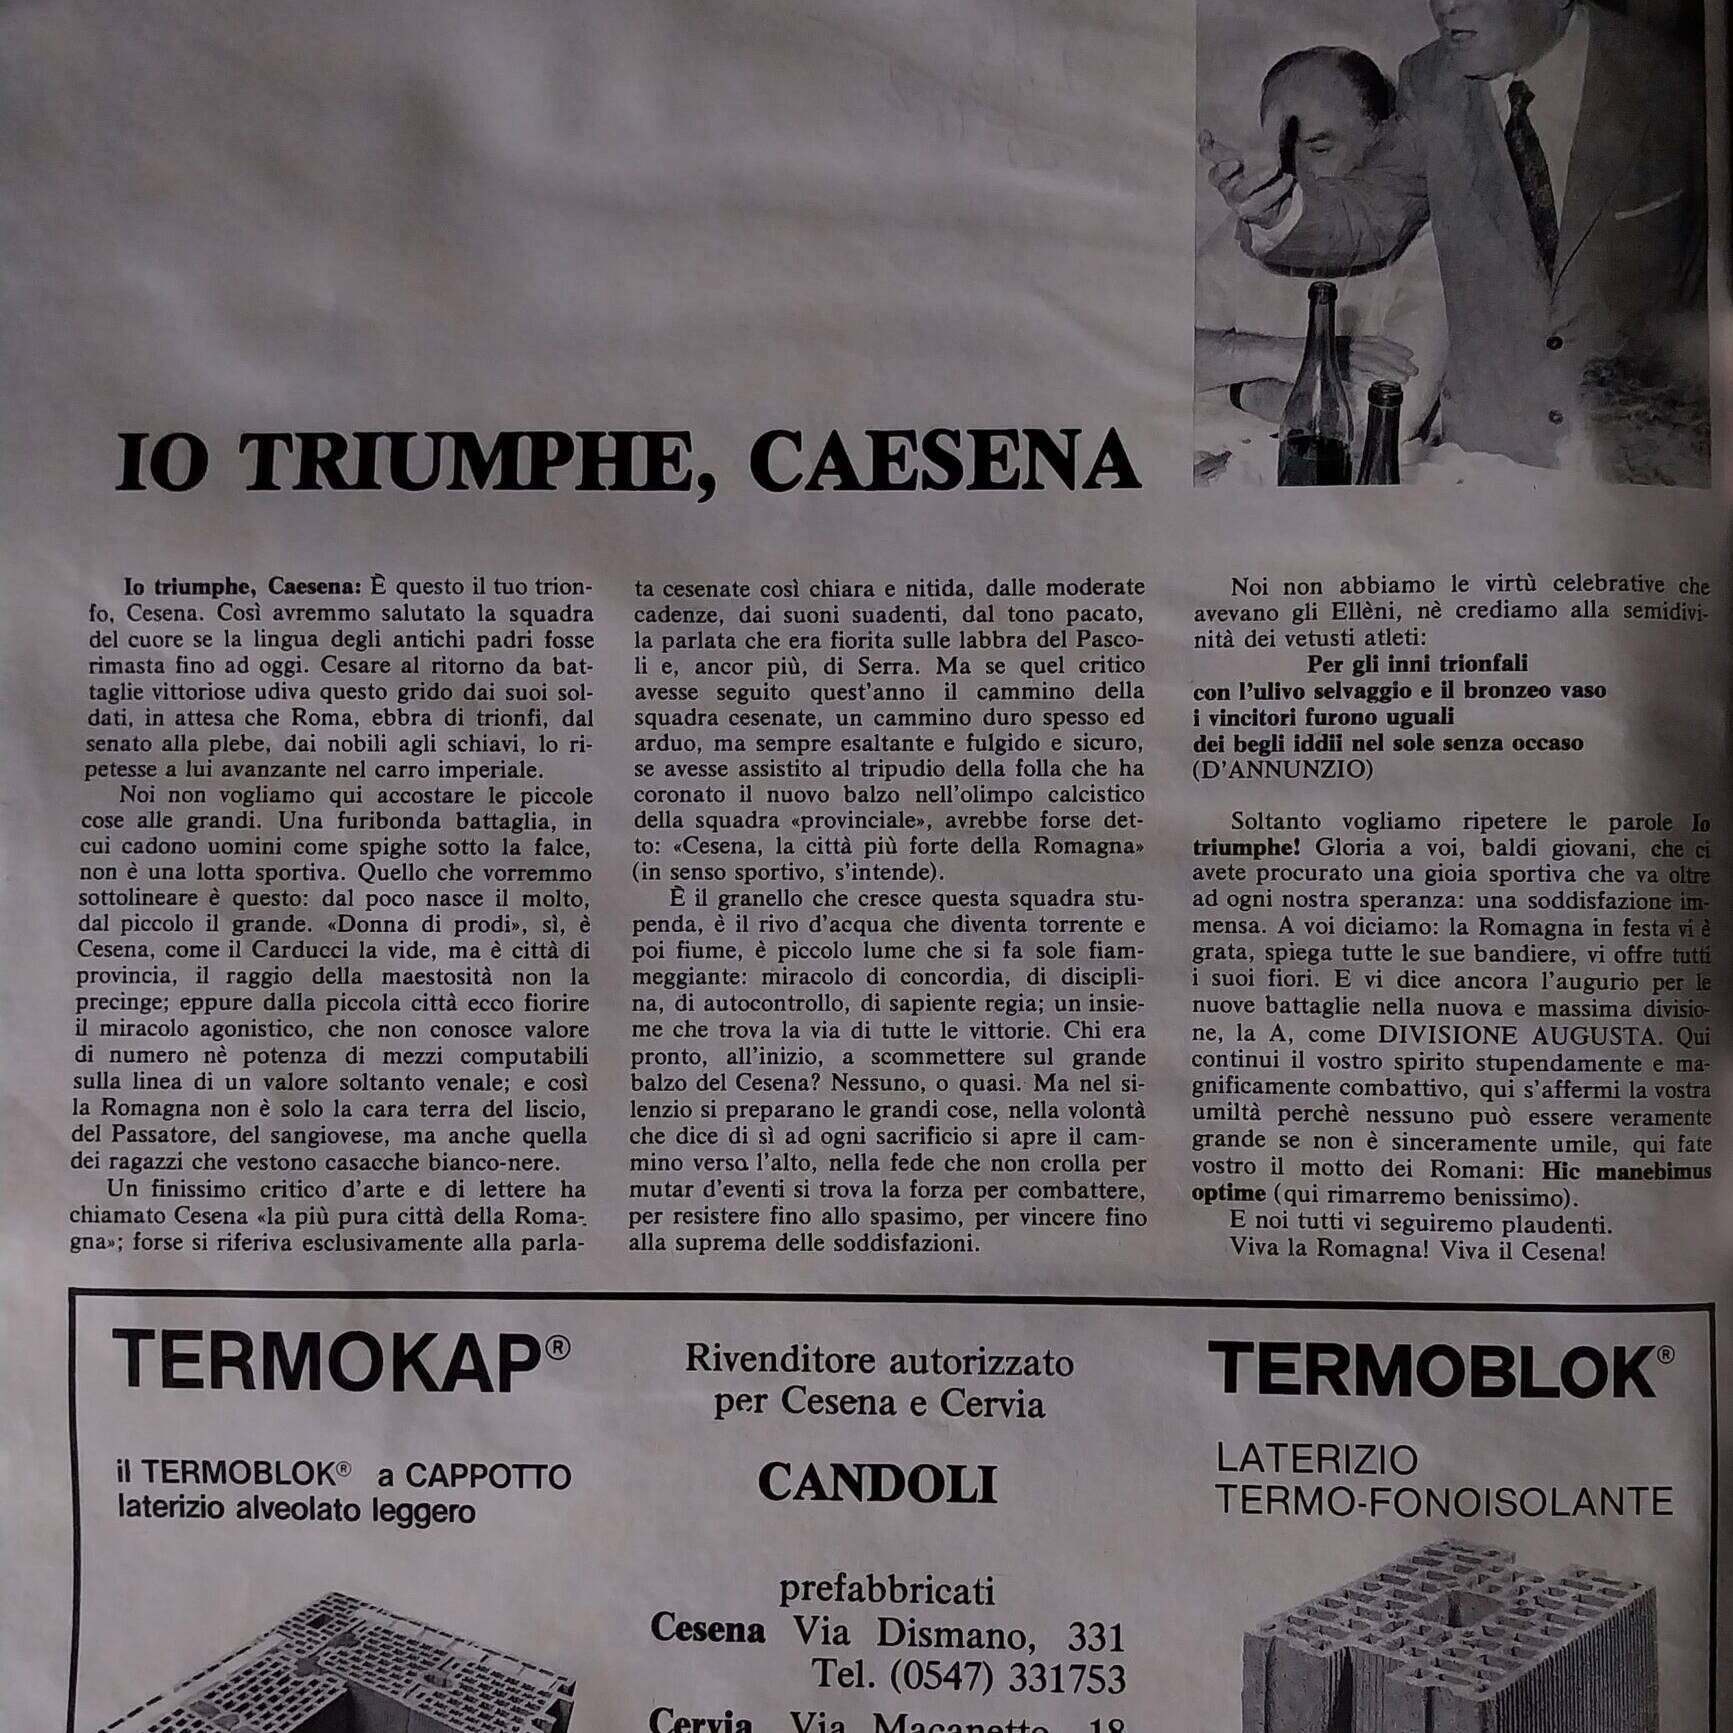 IO TRIUMPHE, CAESENA
Io triumphe, Caesena: È questo il tuo trion-
fo, Cesena. Così avremmo salutato la squadra
del cuore se la lingua degli antichi padri fosse
rimasta fino ad oggi. Cesare al ritorno da bat-
taglie vittoriose udiva questo grido dai suoi sol-
dati, in attesa che Roma, ebbra di trionfi, dal
senato alla plebe, dai nobili agli schiavi, lo ri-
petesse a lui avanzante nel carro imperiale.
Noi non vogliamo qui accostare le piccole
cose alle grandi. Una furibonda battaglia, in
cui cadono uomini come spighe sotto la falce,
non è una lotta sportiva. Quello che vorremmo
sottolineare è questo: dal poco nasce il molto,
dal piccolo il grande. «Donna di prodi», sì, è
Cesena, come il Carducci la vide, ma è città di
provincia, il raggio della maestosità non la
precinge; eppure dalla piccola città ecco fiorire
il miracolo agonistico, che non conosce valore
di numero nè potenza di mezzi computabili
sulla linea di un valore soltanto venale; e così
la Romagna non è solo la cara terra del liscio,
del Passatore, del sangiovese, ma anche quella
dei ragazzi che vestono casacche bianco-nere.
Un finissimo critico d'arte e di lettere ha
chiamato Cesena «la più pura città della Roma-
gna»; forse si riferiva esclusivamente alla parla-
ta cesenate così chiara e nitida, dalle moderate
cadenze, dai suoni suadenti, dal tono pacato,
la parlata che era fiorita sulle labbra del Pasco-
li e, ancor più, di Serra. Ma se quel critico
avesse seguito quest'anno il cammino della
squadra cesenate, un cammino duro spesso ed
arduo, ma sempre esaltante e fulgido e sicuro,
se avesse assistito al tripudio della folla che ha
coronato il nuovo balzo nell'olimpo calcistico
della squadra «provinciale», avrebbe forse det-
to: «Cesena, la città più forte della Romagna»
(in senso sportivo, s'intende).
È il granello che cresce questa squadra stu-
penda, è il rivo d'acqua che diventa torrente e
poi fiume, è piccolo lume che si fa sole fiam-
meggiante: miracolo di concordia, di discipli-
na, di autocontrollo, di sapiente regia; un insie-
me che trova la via di tutte le vittorie. Chi era
pronto, all'inizio, a scommettere sul grande
balzo del Cesena? Nessuno, o quasi. Ma nel si-
lenzio si preparano le grandi cose, nella volontà
che dice di sì ad ogni sacrificio si apre il cam-
mino verso l'alto, nella fede che non crolla per
mutar d'eventi si trova la forza per combattere,
per resistere fino allo spasimo, per vincere fino
alla suprema delle soddisfazioni.
Noi non abbiamo le virtù celebrative che
avevano gli Ellèni, nè crediamo alla semidivi-
nità dei vetusti atleti:
Per gli inni trionfali
con l'ulivo selvaggio e il bronzeo vaso
i vincitori furono uguali
dei begli iddii nel sole senza occaso
(D'ANNUNZIO)
Soltanto vogliamo ripetere le parole Io
triumphe! Gloria a voi, baldi giovani, che ci
avete procurato una gioia sportiva che va oltre
ad ogni nostra speranza: una soddisfazione im-
mensa. A voi diciamo: la Romagna in festa vi è
grata, spiega tutte le sue bandiere, vi offre tutti
i suoi fiori. E vi dice ancora l'augurio per le
nuove battaglie nella nuova e massima divisio-
ne, la A, come DIVISIONE AUGUSTA. Qui
continui il vostro spirito stupendamente e ma-
gnificamente combattivo, qui s'affermi la vostra
umiltà perchè nessuno può essere veramente
grande se non è sinceramente umile, qui fate
vostro il motto dei Romani: Hic manebimus
optime (qui rimarremo benissimo).
E noi tutti vi seguiremo plaudenti.
Viva la Romagna! Viva il Cesena!
TERMOKAP®
il TERMOBLOK® a CAPPOTTO
laterizio alveolato leggero
Rivenditore autorizzato
per Cesena e Cervia
CANDOLI
prefabbricati
Cesena Via Dismano, 331
Tel. (0547) 331753
Cervia Via Macanetto 18
TERMOBLOK®
LATERIZIO
TERMO-FONOISOLANTE